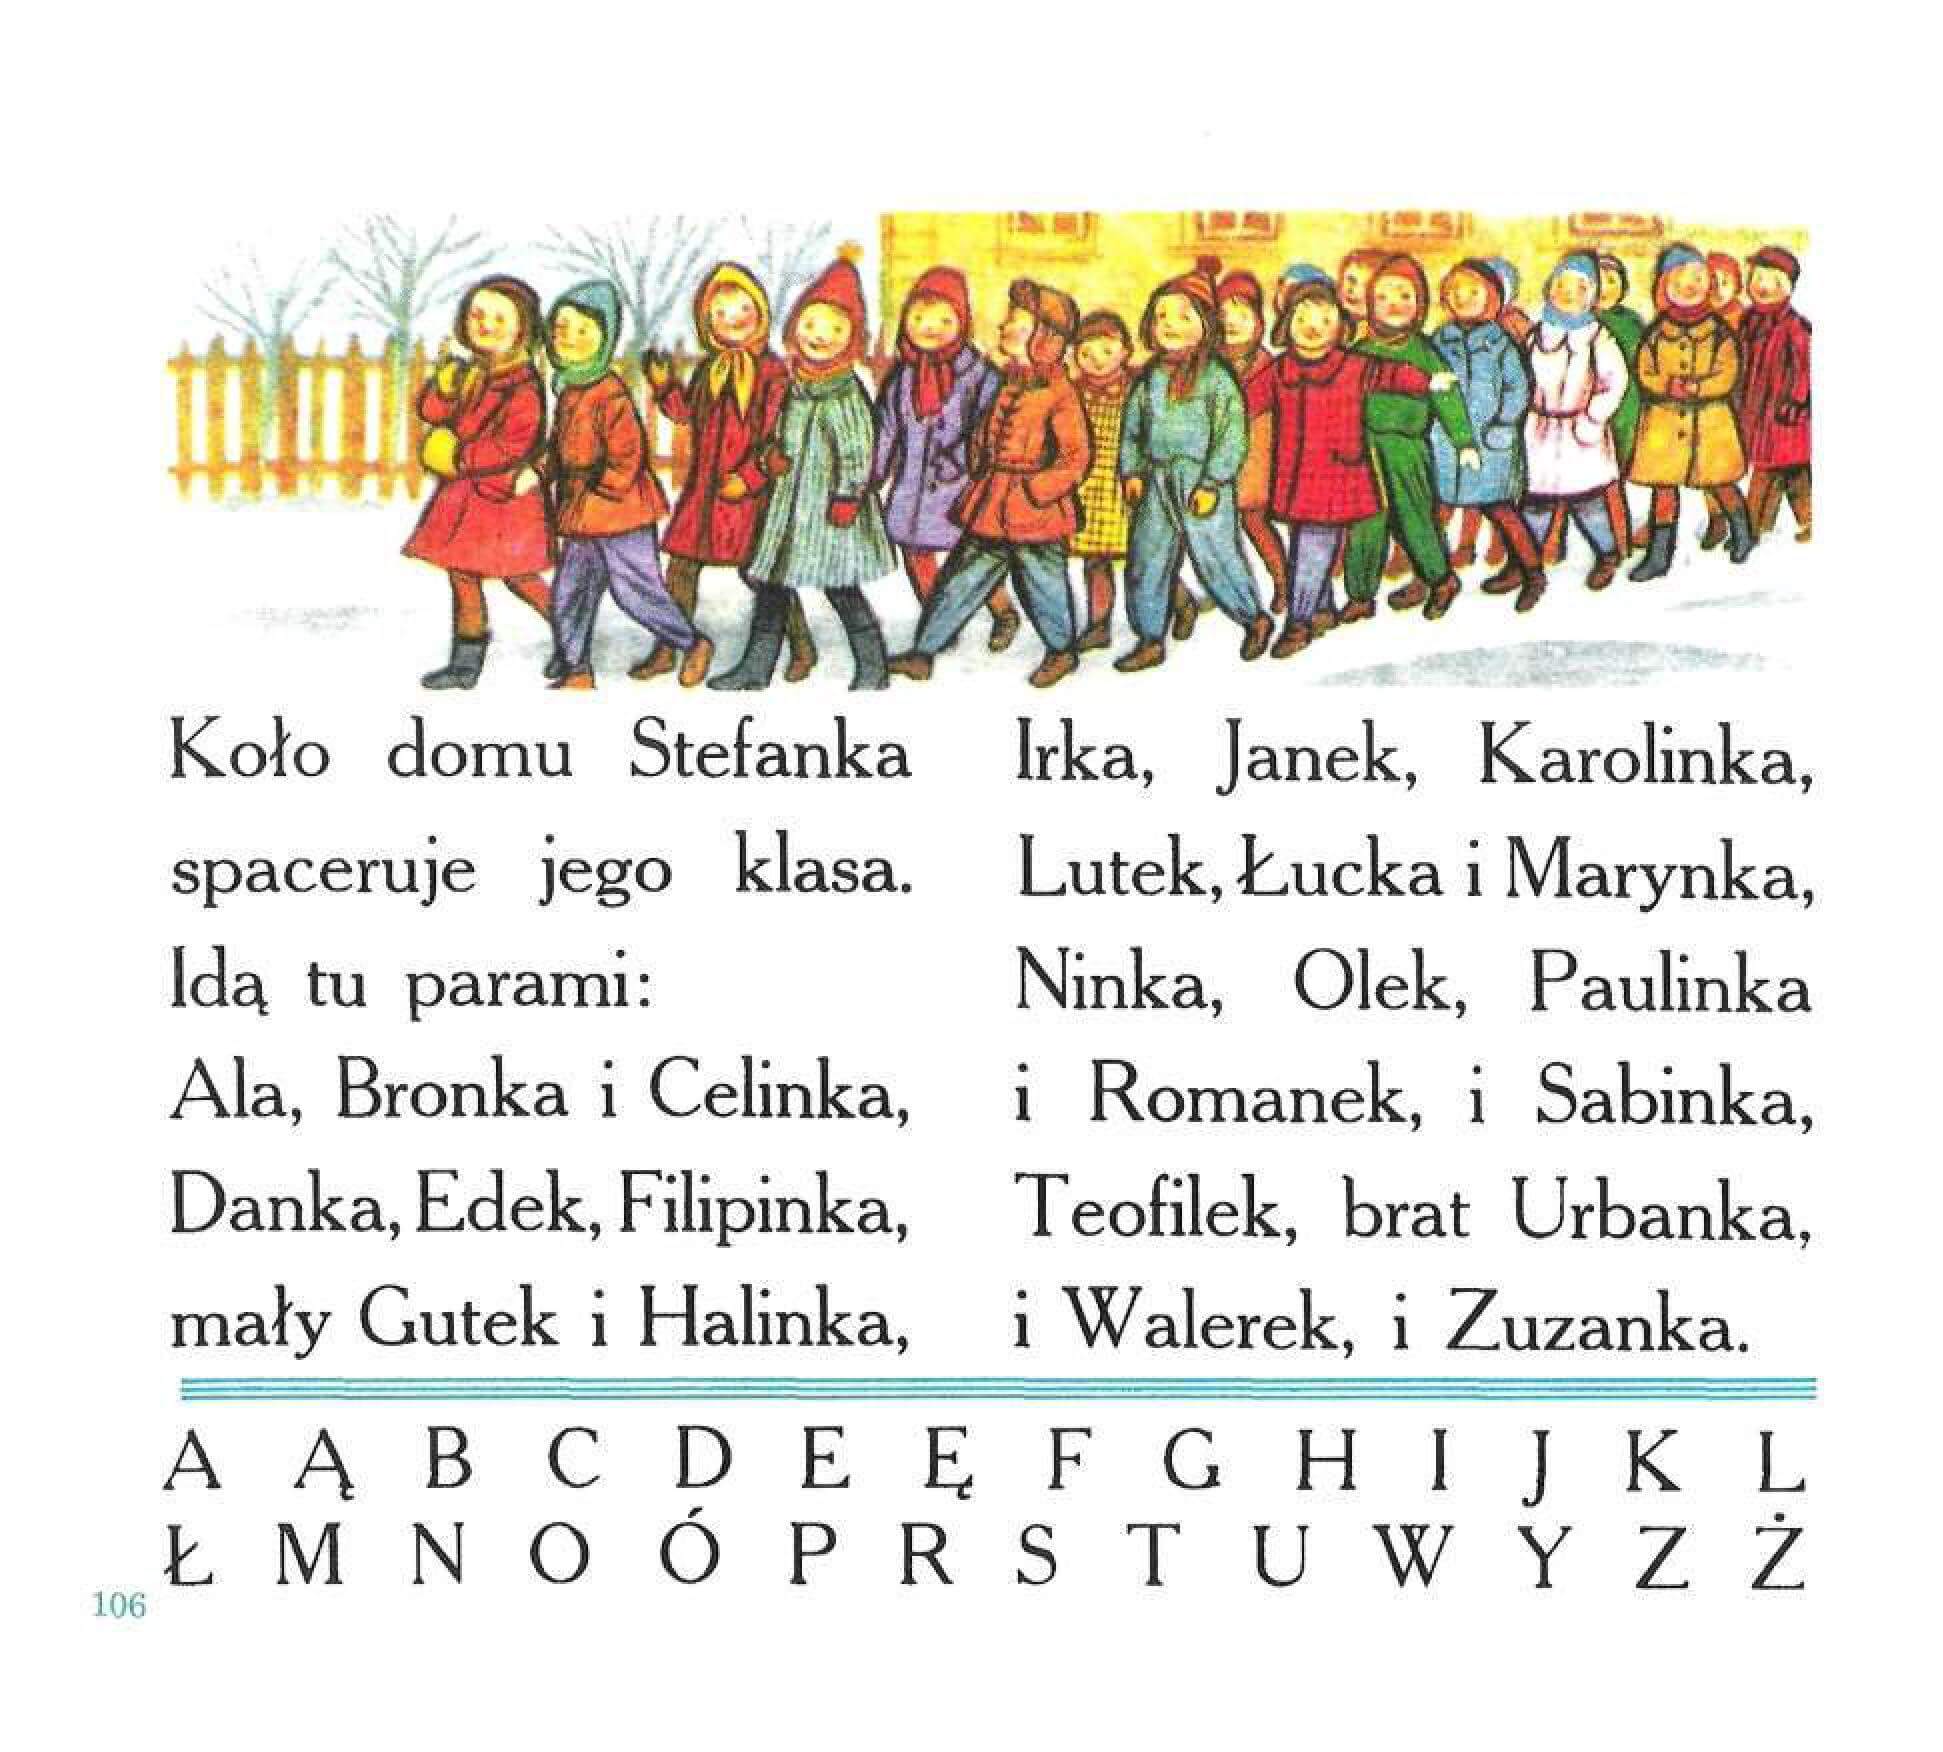 Koło domu Stefanka
spaceruje jego klasa.
Idą tu parami:
Ala, Bronka i Celinka,
Danka, Edek, Filipinka,
mały Gutek i Halinka,
Irka, Janek, Karolinka,
Lutek, Łucka i Marynka,
Ninka, Olek, Paulinka
i Romanek, i Sabinka,
Teofilek, brat Urbanka,
i Walerek, i Zuzanka.
A Ą B C D E Ę F G H I J K L
Ł M N O Ó P R S T U W Y Z Ż
106